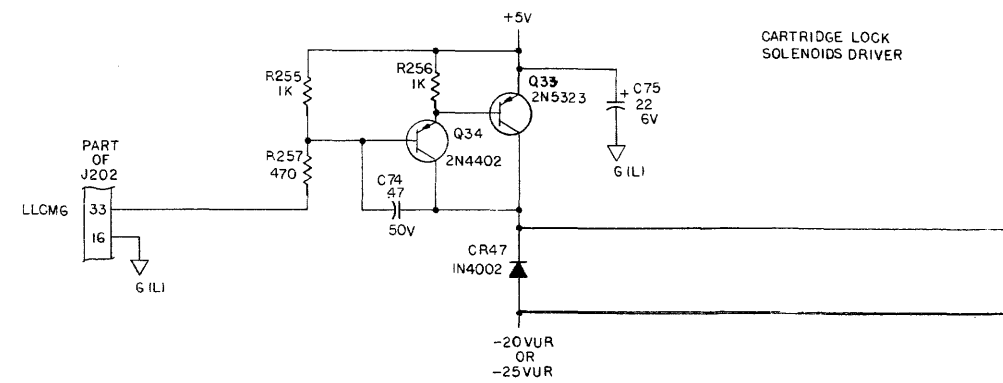 +5V
CARTRIDGE LOCK
SOLENOIDS DRIVER
R255
1K
R256
1K
Q33
2N5323
+
C75
22
6V
G (L)
Q34
2N4402
PART
OF
J202
R257
470
C74
.47
50V
LLCMG
33
16
G (L)
CR47
1N4002
-20VUR
OR
-25VUR